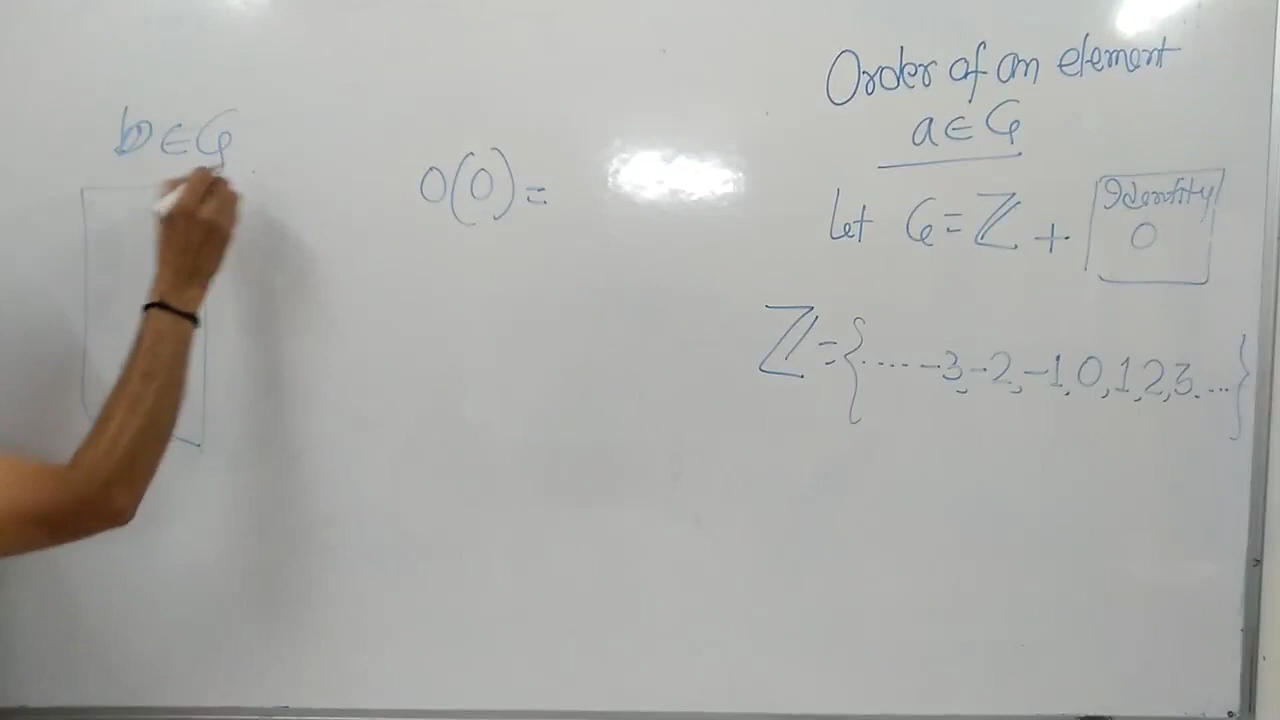 Order of an element
a ∈ G
Let G = ℤ +
Identity
0
ℤ = {.... -3, -2, -1, 0, 1, 2, 3, ...}
O(0) =
∈ G